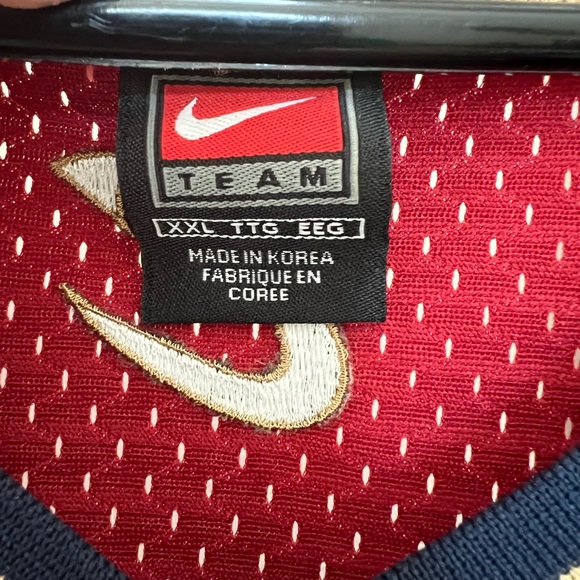 TEAM
XXL TTG EEG
MADE IN KOREA
FABRIQUE EN
COREE